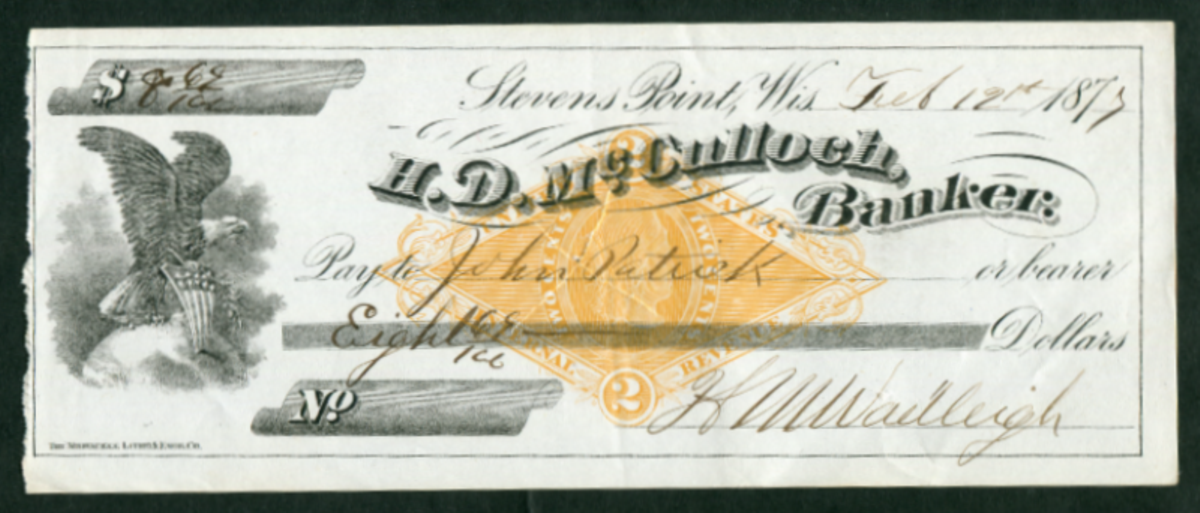 $ 8 62/100
Stevens Point, Wis. Feb 12th 1877
H. D. McCulloch,
Banker.
Pay to John Patrick or bearer
Eight 62/100 Dollars
No.
2